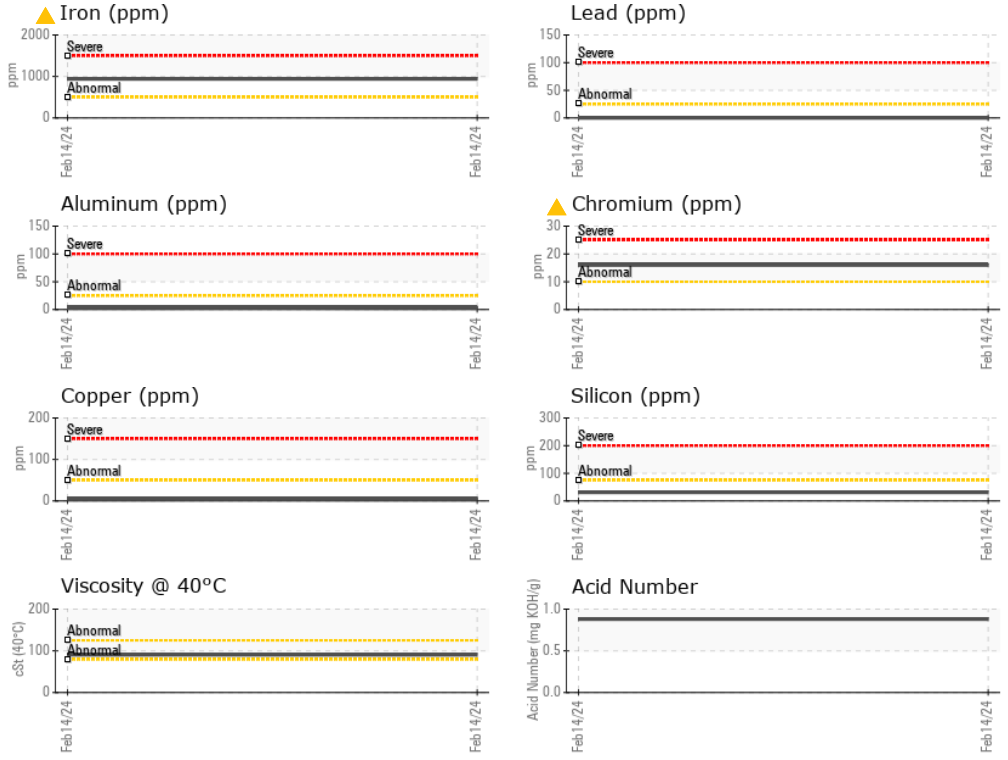 Iron (ppm)
2000
1000
0
ppm
Severe
Abnormal
Feb14/24
Feb14/24
Lead (ppm)
150
100
50
0
ppm
Severe
Abnormal
Feb14/24
Feb14/24
Aluminum (ppm)
150
100
50
0
ppm
Severe
Abnormal
Feb14/24
Feb14/24
Chromium (ppm)
30
20
10
0
ppm
Severe
Abnormal
Feb14/24
Feb14/24
Copper (ppm)
200
100
0
ppm
Severe
Abnormal
Feb14/24
Feb14/24
Silicon (ppm)
300
200
100
0
ppm
Severe
Abnormal
Feb14/24
Feb14/24
Viscosity @ 40°C
200
100
0
cSt (40°C)
Abnormal
Abnormal
Feb14/24
Feb14/24
Acid Number
1.0
0.5
0.0
Acid Number (mg KOH/g)
Feb14/24
Feb14/24